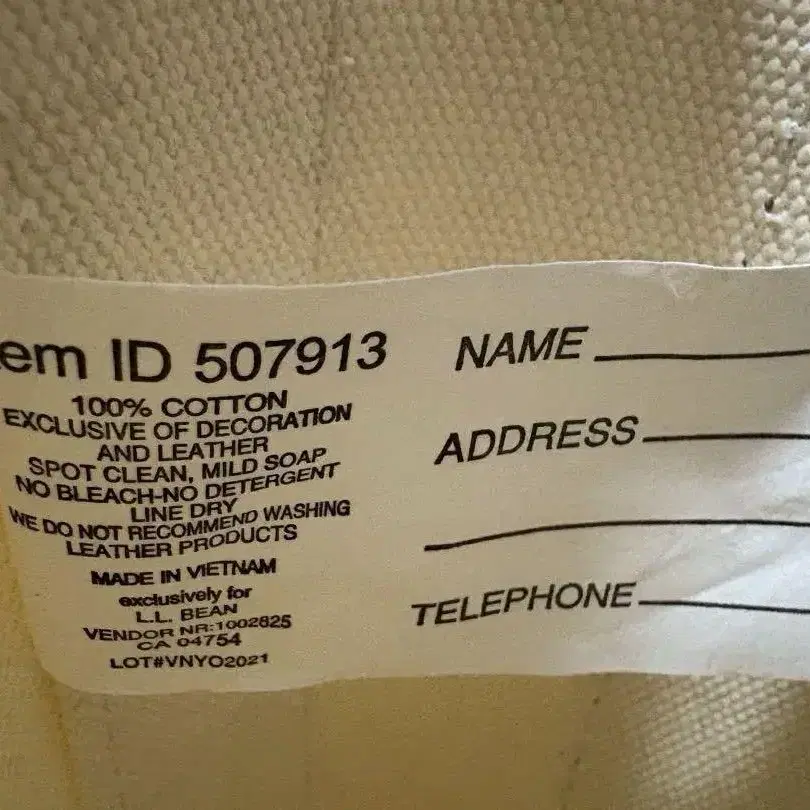 em ID 507913
100% COTTON
EXCLUSIVE OF DECORATION
AND LEATHER
SPOT CLEAN, MILD SOAP
NO BLEACH-NO DETERGENT
LINE DRY
WE DO NOT RECOMMEND WASHING
LEATHER PRODUCTS
MADE IN VIETNAM
exclusively for
L.L. BEAN
VENDOR NR:1002825
CA 04754
LOT#VNYO2021
NAME
ADDRESS
TELEPHONE